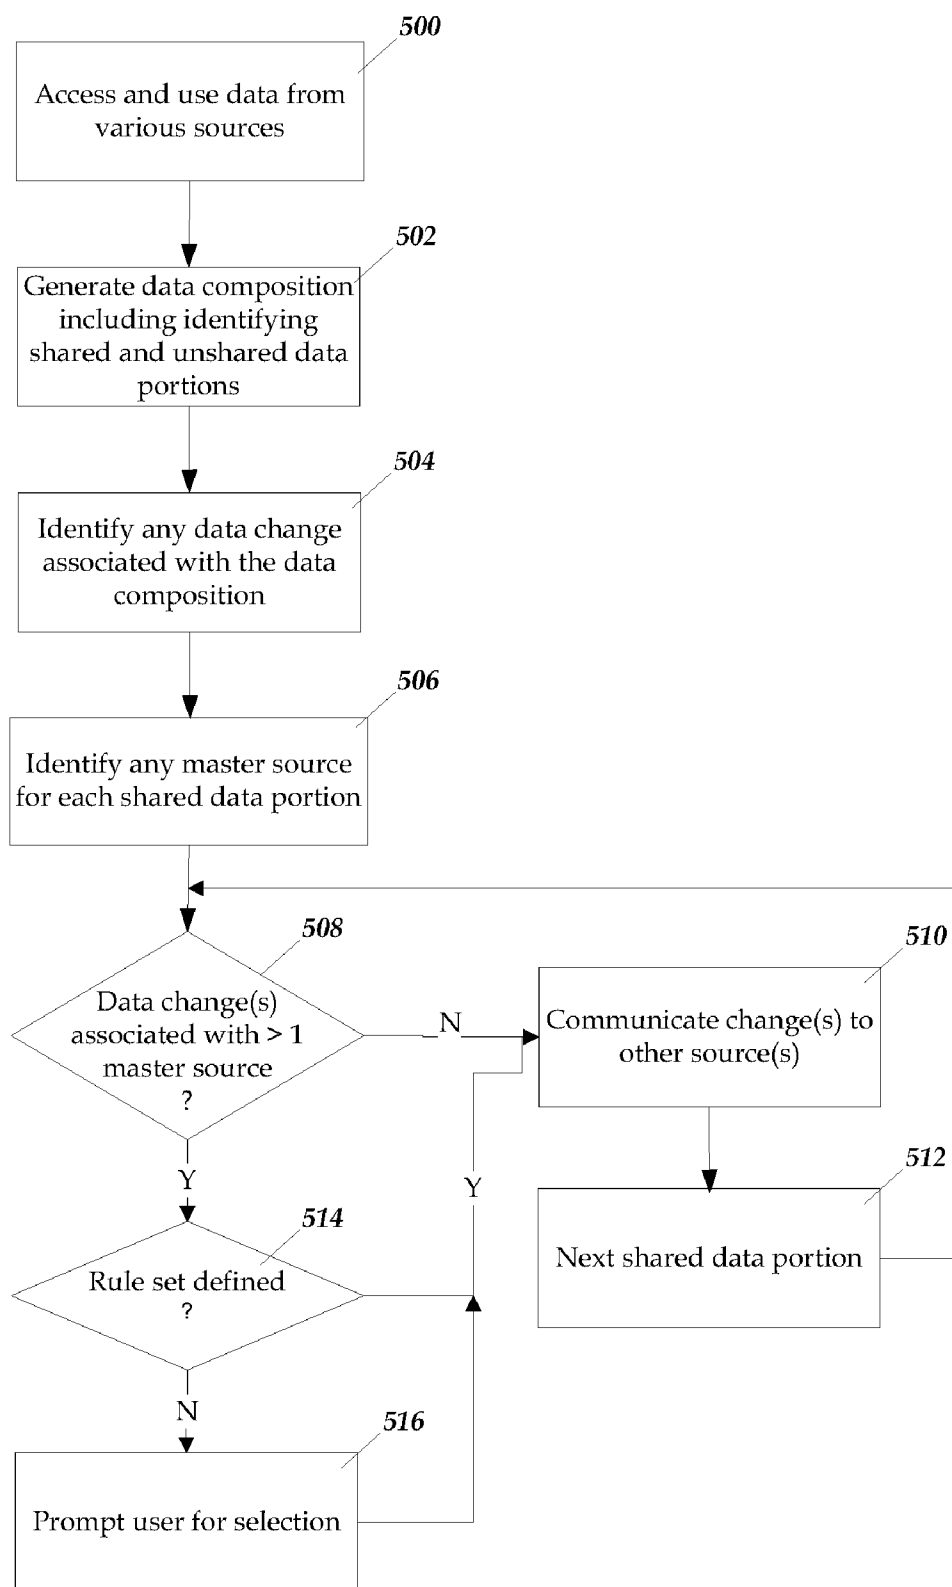 500
Access and use data from
various sources
502
Generate data composition
including identifying
shared and unshared data
portions
504
Identify any data change
associated with the data
composition
506
Identify any master source
for each shared data portion
508
Data change(s)
associated with > 1
master source
?
N
510
Communicate change(s) to
other source(s)
Y
Y
512
Next shared data portion
514
Rule set defined
?
N
516
Prompt user for selection